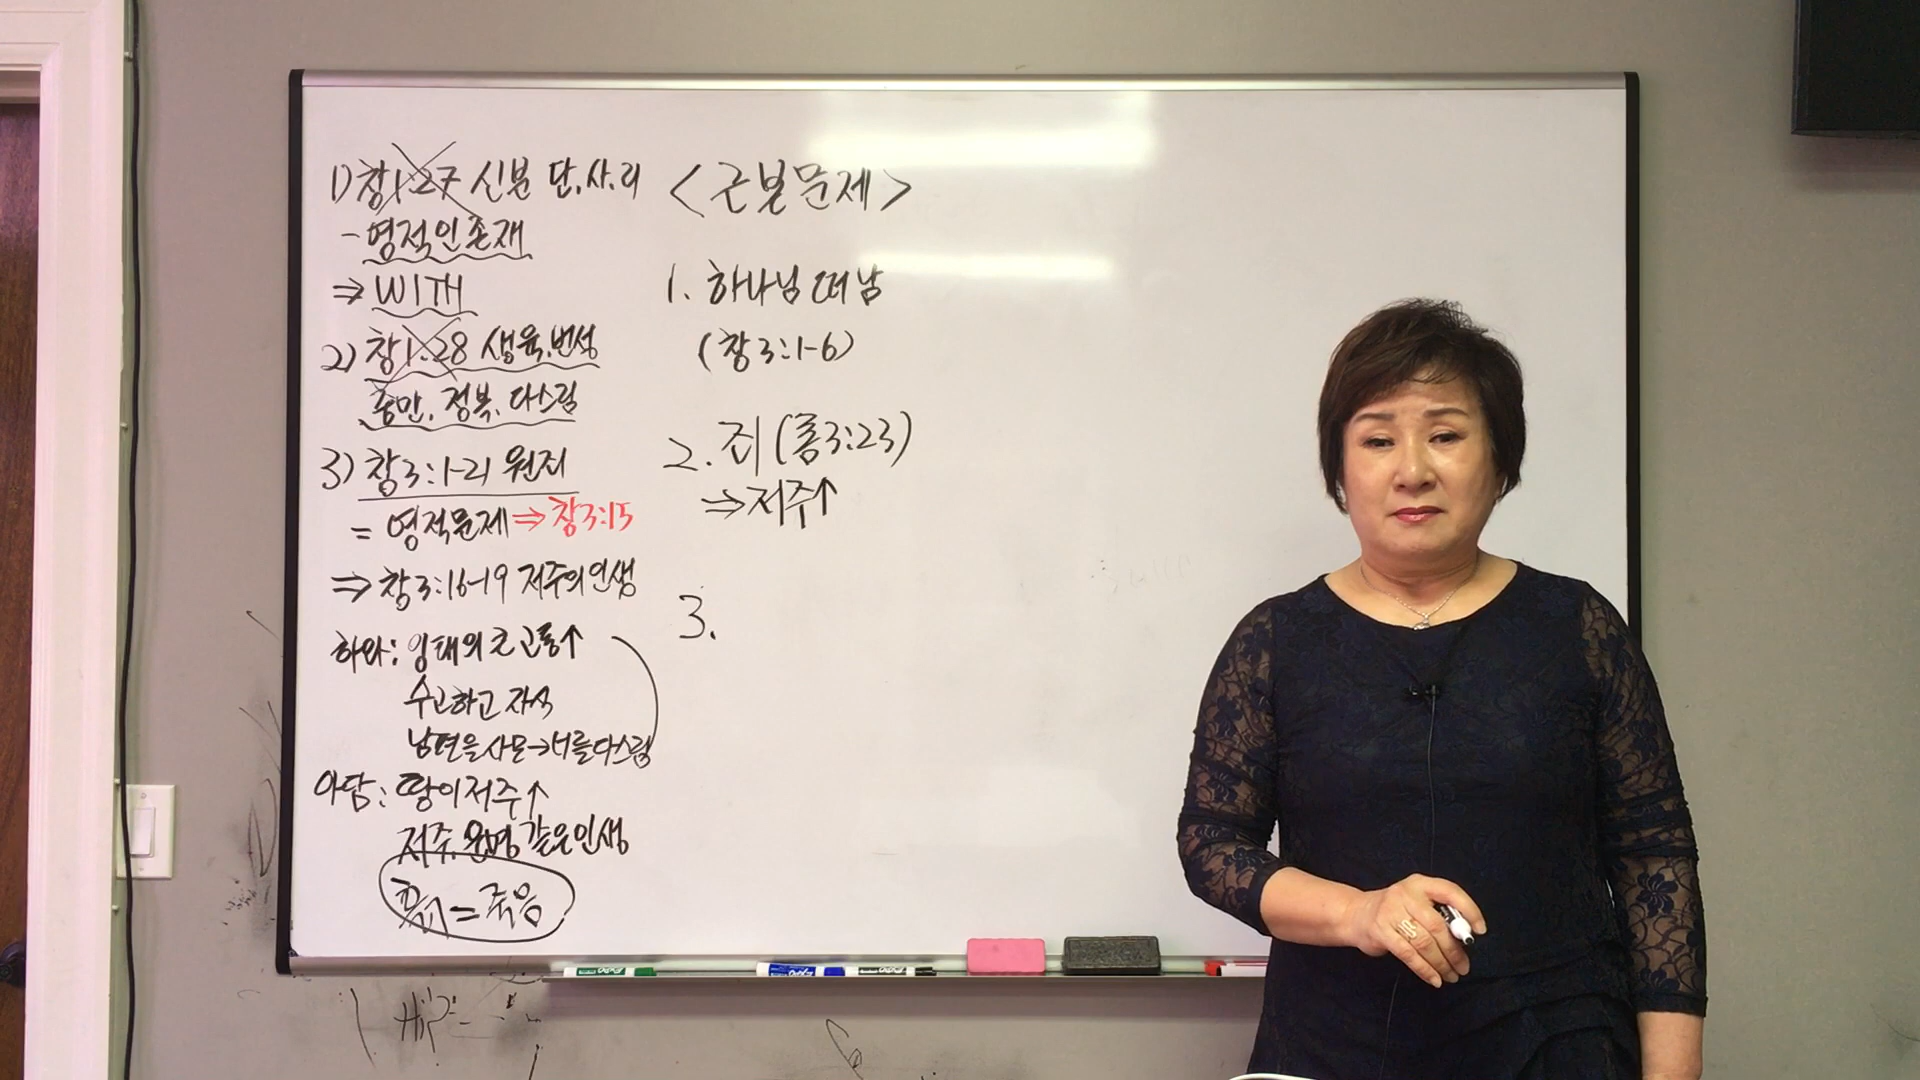 1) 창1:27 신분 단.사.리
- 영적인 존재
⇒ WITH
2) 창1:28 생육.번성
충만. 정복. 다스림
3) 창3:1-21 원죄
= 영적문제 ⇒ 창3:15
⇒ 창3:16-19 저주의 인생
하와: 잉태의 큰 고통↑
수고하고 자식
남편을 사모→너를 다스림
아담: 땅이 저주↑
저주. 운명 같은 인생
= 죽음
<근본문제>
1. 하나님 떠남
(창3:1-6)
2. 죄 (롬3:23)
⇒ 저주↑
3.
expo
expo
expo